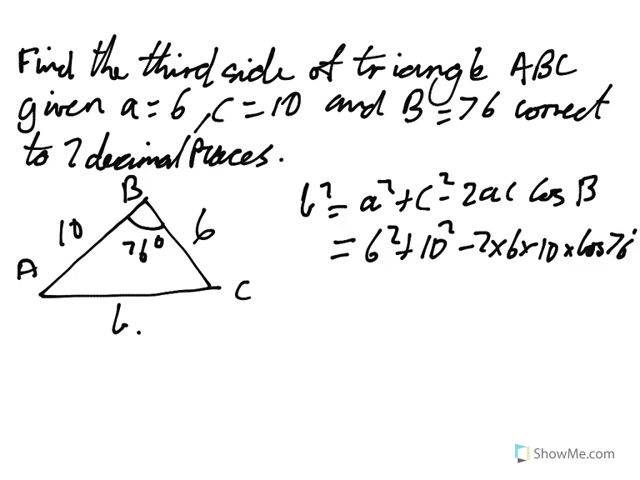 Find the third side of triangle ABC
given a = 6, C = 10 and B = 76 correct
to 2 decimal Places.
B
b² = a² + c² - 2ac Cos B
10
76°
6
= 6² + 10² - 2 x 6 x 10 x Cos 76°
A
C
b.
ShowMe.com